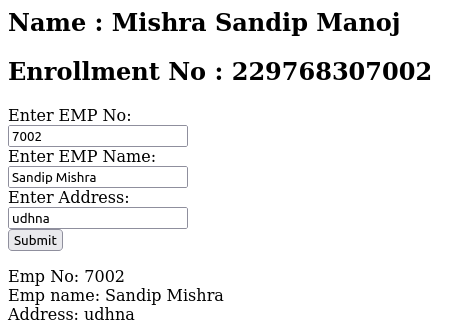 Name : Mishra Sandip Manoj
Enrollment No : 229768307002
Enter EMP No:
7002
Enter EMP Name:
Sandip Mishra
Enter Address:
udhna
Submit
Emp No: 7002
Emp name: Sandip Mishra
Address: udhna